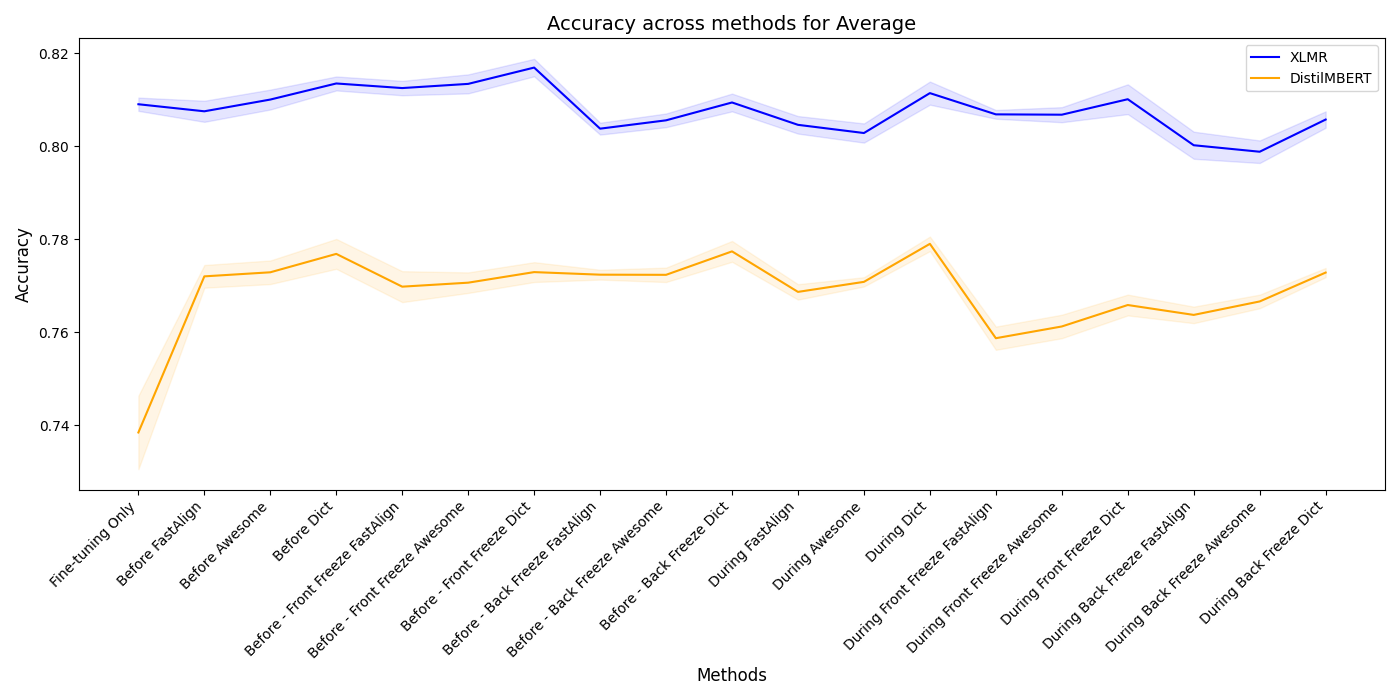 Accuracy across methods for Average
XLMR
DistilMBERT
Accuracy
0.82
0.80
0.78
0.76
0.74
Fine-tuning Only
Before FastAlign
Before Awesome
Before Dict
Before - Front Freeze FastAlign
Before - Front Freeze Awesome
Before - Front Freeze Dict
Before - Back Freeze FastAlign
Before - Back Freeze Awesome
Before - Back Freeze Dict
During FastAlign
During Awesome
During Dict
During Front Freeze FastAlign
During Front Freeze Awesome
During Front Freeze Dict
During Back Freeze FastAlign
During Back Freeze Awesome
During Back Freeze Dict
Methods